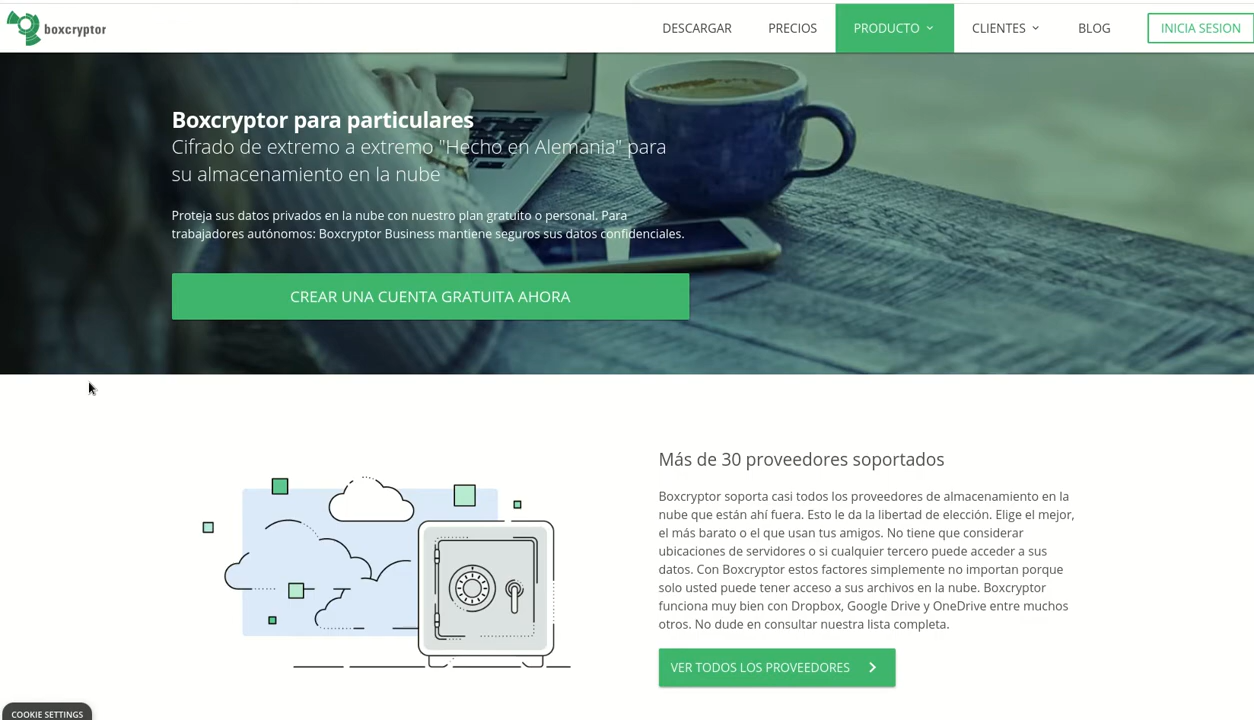 boxcryptor
DESCARGAR PRECIOS PRODUCTO CLIENTES BLOG INICIA SESION
Boxcryptor para particulares
Cifrado de extremo a extremo "Hecho en Alemania" para
su almacenamiento en la nube
Proteja sus datos privados en la nube con nuestro plan gratuito o personal. Para
trabajadores autónomos: Boxcryptor Business mantiene seguros sus datos confidenciales.
CREAR UNA CUENTA GRATUITA AHORA
Más de 30 proveedores soportados
Boxcryptor soporta casi todos los proveedores de almacenamiento en la
nube que están ahí fuera. Esto le da la libertad de elección. Elige el mejor,
el más barato o el que usan tus amigos. No tiene que considerar
ubicaciones de servidores o si cualquier tercero puede acceder a sus
datos. Con Boxcryptor estos factores simplemente no importan porque
solo usted puede tener acceso a sus archivos en la nube. Boxcryptor
funciona muy bien con Dropbox, Google Drive y OneDrive entre muchos
otros. No dude en consultar nuestra lista completa.
VER TODOS LOS PROVEEDORES
COOKIE SETTINGS